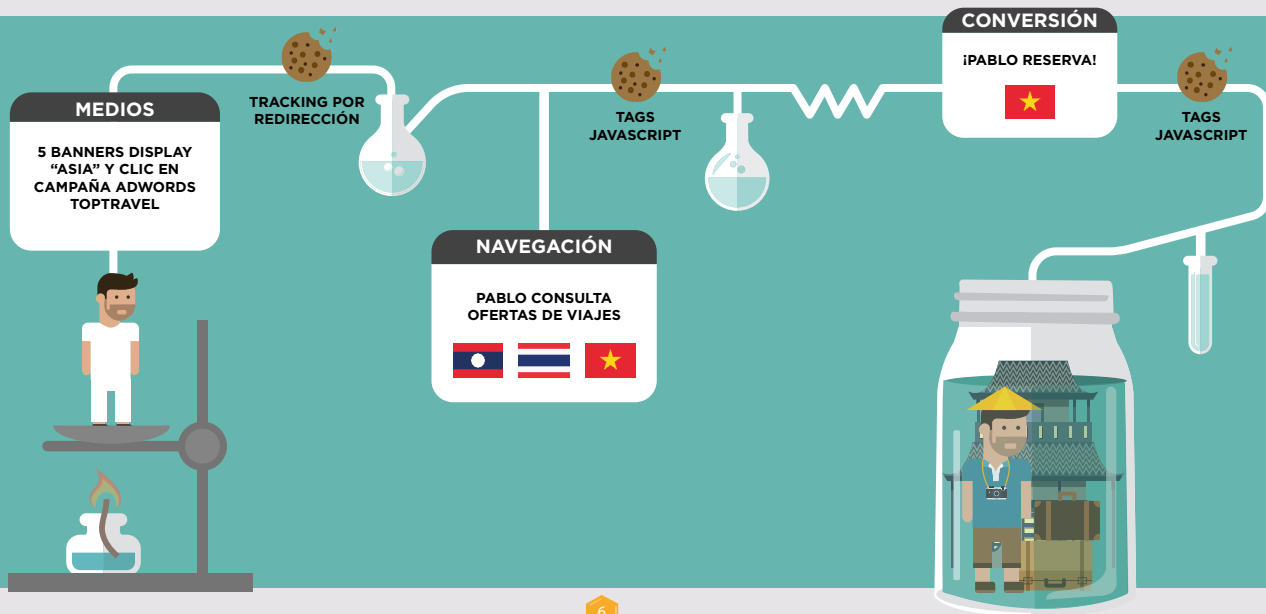 MEDIOS
5 BANNERS DISPLAY
“ASIA” Y CLIC EN
CAMPAÑA ADWORDS
TOPTRAVEL
TRACKING POR
REDIRECCIÓN
NAVEGACIÓN
PABLO CONSULTA
OFERTAS DE VIAJES
TAGS
JAVASCRIPT
CONVERSIÓN
¡PABLO RESERVA!
TAGS
JAVASCRIPT
6